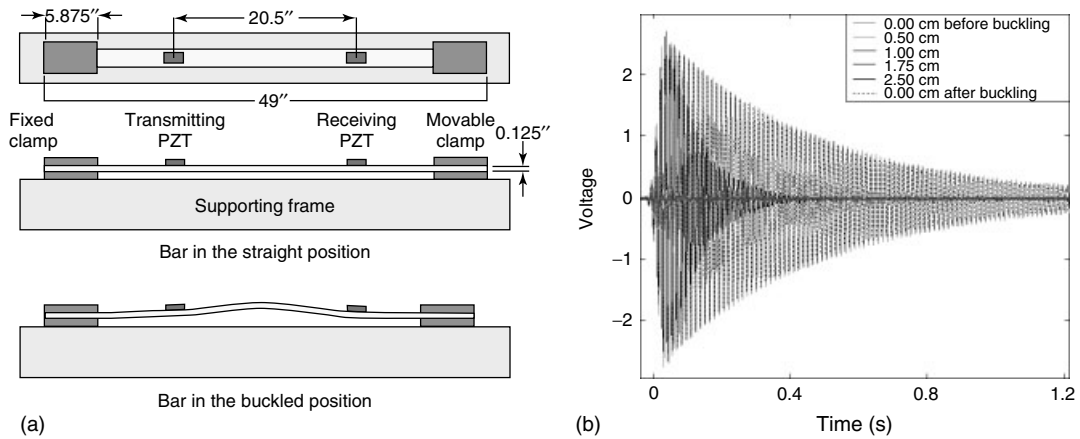 5.875″
20.5″
49″
Fixed
clamp
Transmitting
PZT
Receiving
PZT
Movable
clamp
0.125″
Supporting frame
Bar in the straight position
Bar in the buckled position
(a)
0.00 cm before buckling
0.50 cm
1.00 cm
1.75 cm
2.50 cm
0.00 cm after buckling
2
1
0
−1
−2
Voltage
0
0.4
0.8
1.2
Time (s)
(b)